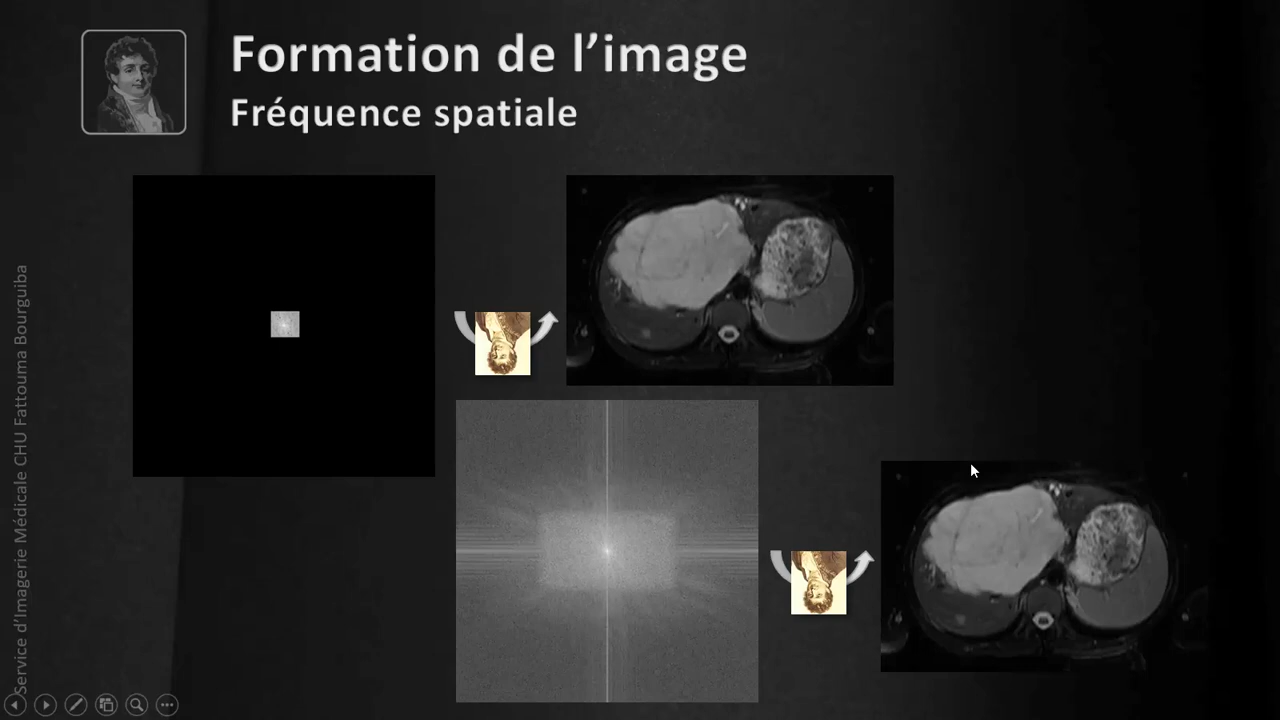 Formation de l’image
Fréquence spatiale
Service d’Imagerie Médicale CHU Fattouma Bourguiba